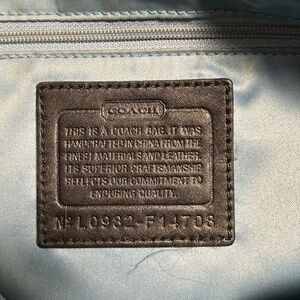 COACH
THIS IS A COACH BAG. IT WAS
HANDCRAFTED IN CHINA FROM THE
FINEST MATERIALS AND LEATHER.
ITS SUPERIOR CRAFTSMANSHIP
REFLECTS OUR COMMITMENT TO
ENDURING QUALITY.
Nº L0982-F14703